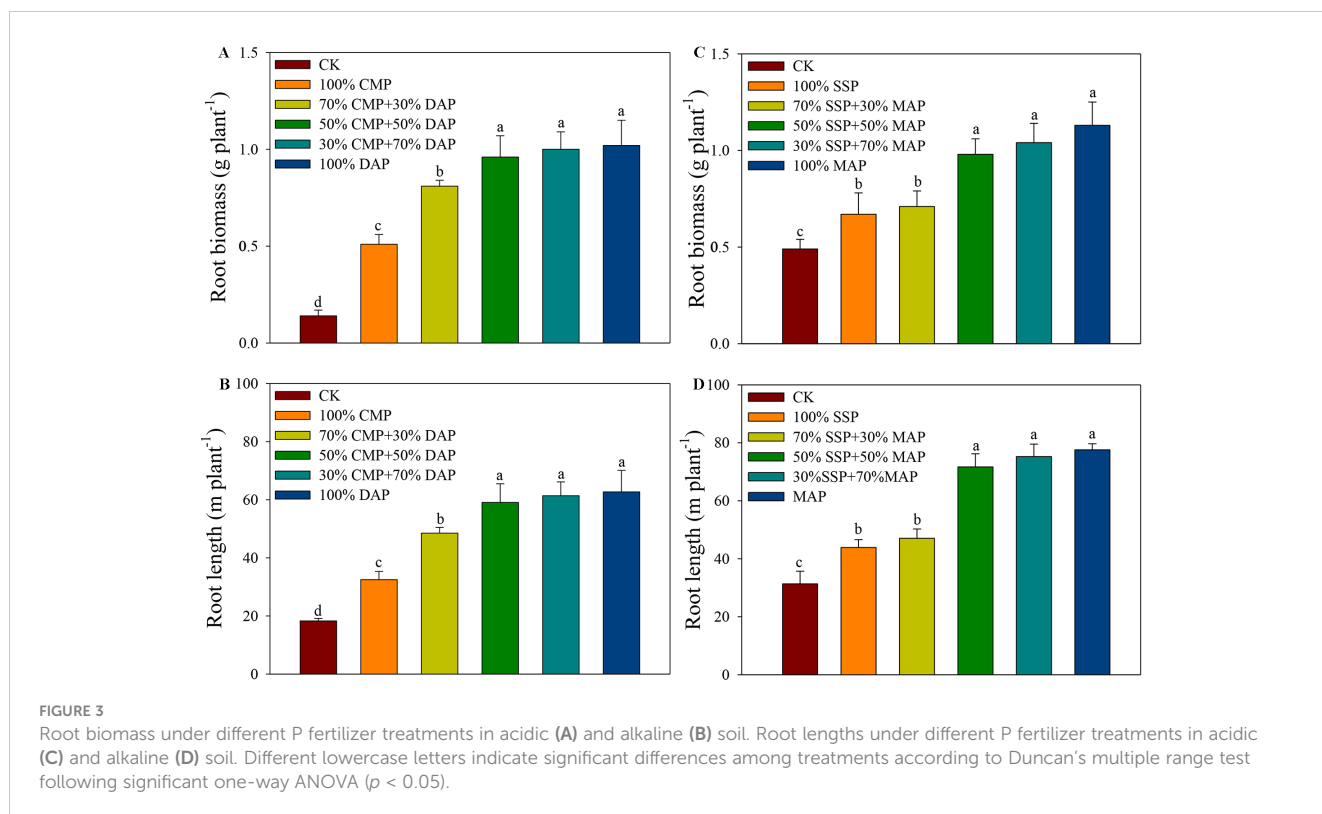 A
1.5
1.0
0.5
0.0
Root biomass (g plant⁻¹)
CK
100% CMP
70% CMP+30% DAP
50% CMP+50% DAP
30% CMP+70% DAP
100% DAP
d
c
b
a
a
a
C
1.5
1.0
0.5
0.0
Root biomass (g plant⁻¹)
CK
100% SSP
70% SSP+30% MAP
50% SSP+50% MAP
30% SSP+70% MAP
100% MAP
c
b
b
a
a
a
B
100
80
60
40
20
0
Root length (m plant⁻¹)
CK
100% CMP
70% CMP+30% DAP
50% CMP+50% DAP
30% CMP+70% DAP
100% DAP
d
c
b
a
a
a
D
100
80
60
40
20
0
Root length (m plant⁻¹)
CK
100% SSP
70% SSP+30% MAP
50% SSP+50% MAP
30%SSP+70%MAP
MAP
c
b
b
a
a
a
FIGURE 3
Root biomass under different P fertilizer treatments in acidic (A) and alkaline (B) soil. Root lengths under different P fertilizer treatments in acidic
(C) and alkaline (D) soil. Different lowercase letters indicate significant differences among treatments according to Duncan's multiple range test
following significant one-way ANOVA (p < 0.05).